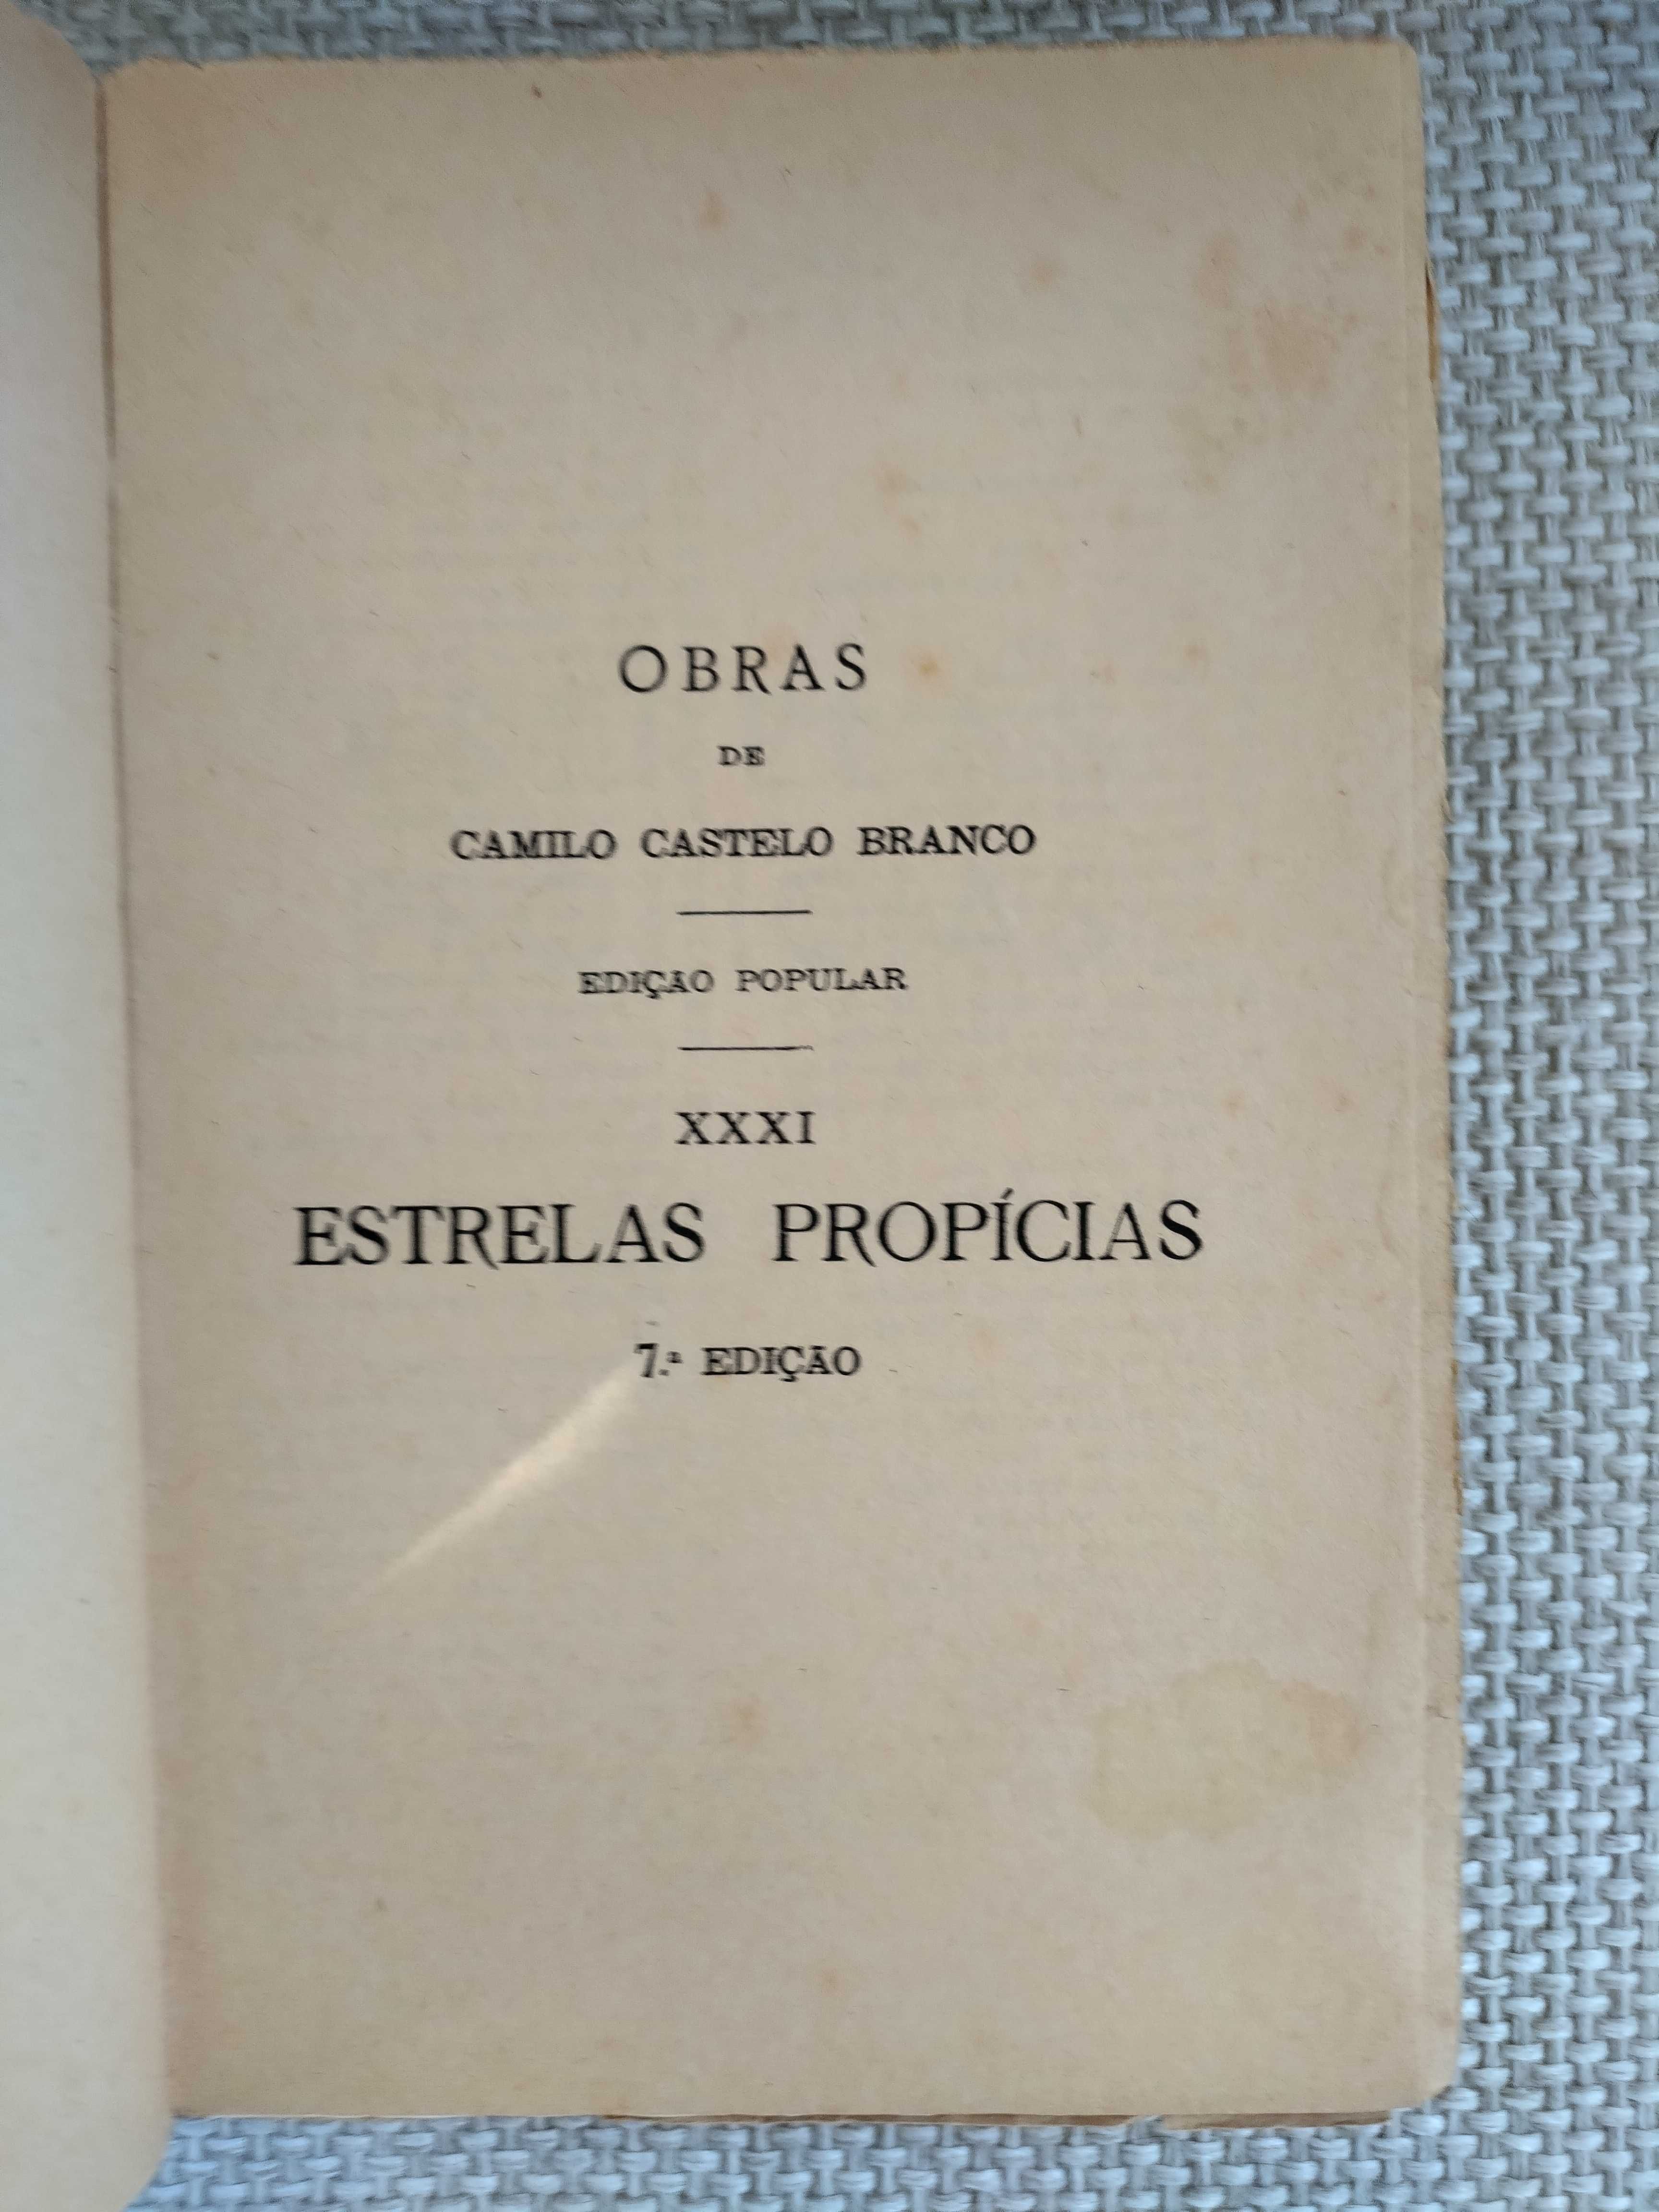 OBRAS
DE
CAMILO CASTELO BRANCO
EDIÇÃO POPULAR
XXXI
ESTRELAS PROPÍCIAS
7.ª EDIÇÃO